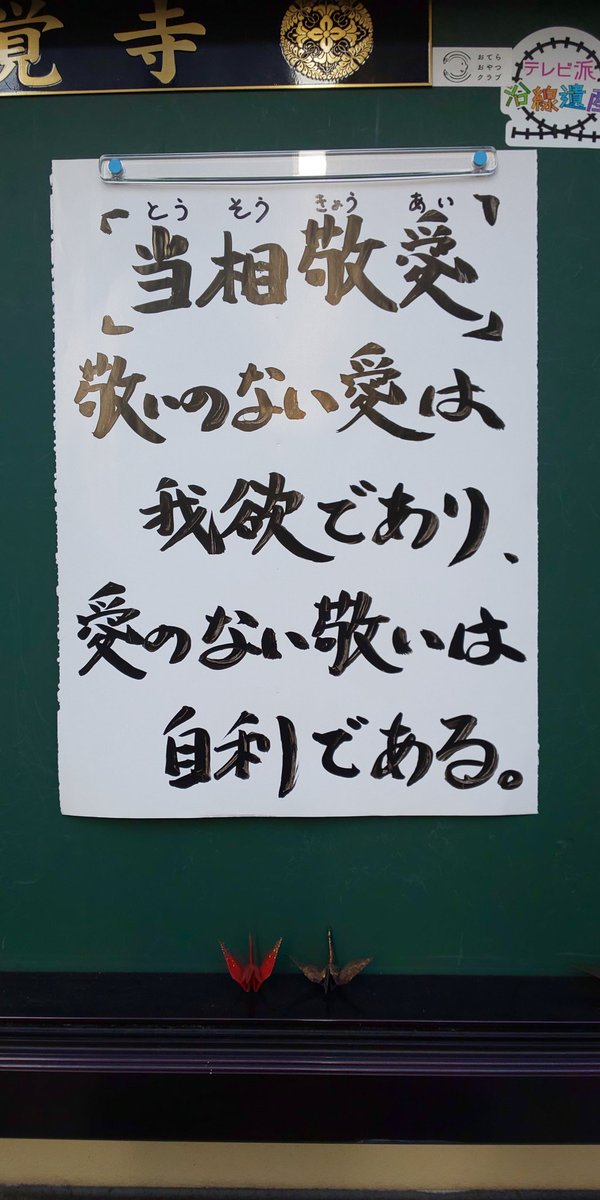 覚寺
おてら
おやつ
クラブ
テレビ派
沿線遺産
とう そう きょう あい
「当相敬愛」
敬いのない愛は
我欲であり、
愛のない敬いは
自利である。